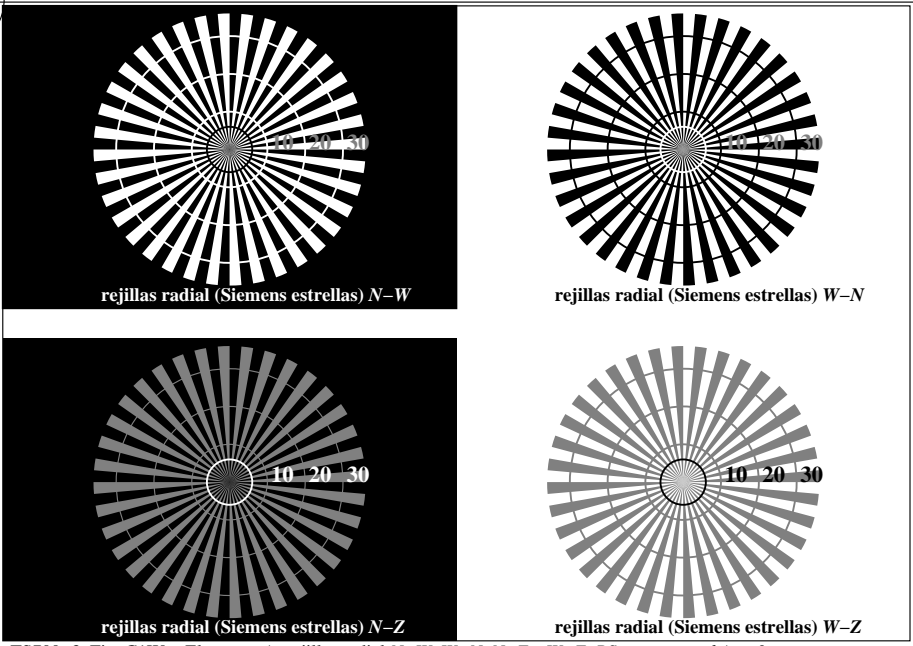 10 20 30
10 20 30
rejillas radial (Siemens estrellas) N–W
rejillas radial (Siemens estrellas) W–N
10 20 30
10 20 30
rejillas radial (Siemens estrellas) N–Z
rejillas radial (Siemens estrellas) W–Z